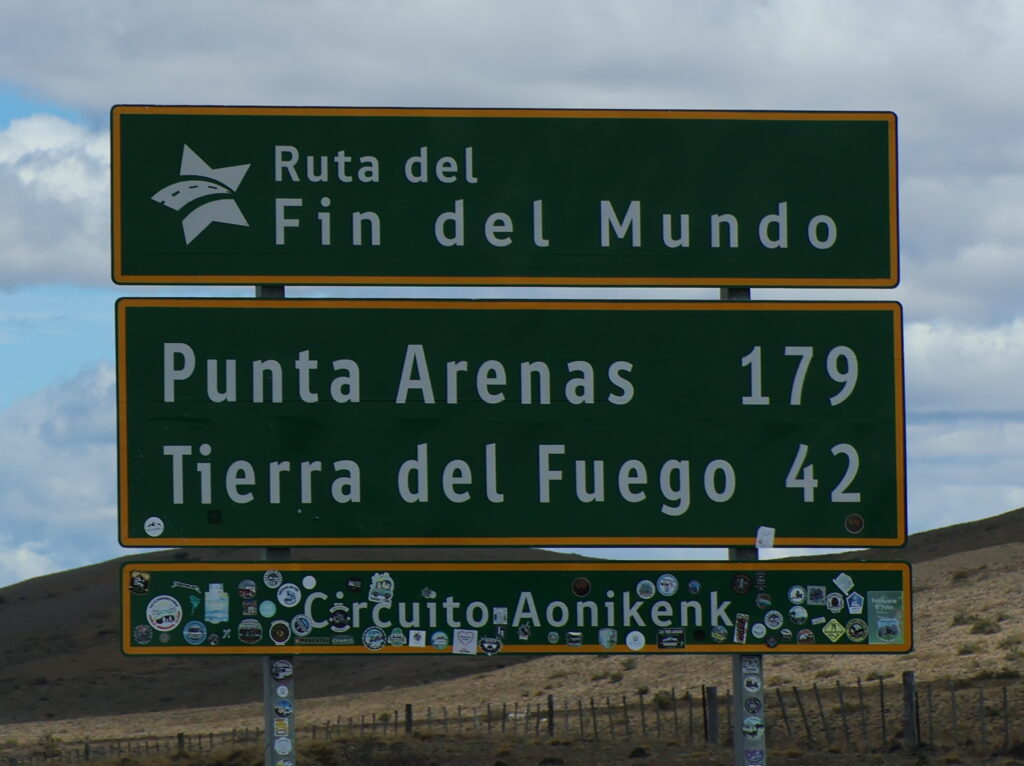 Ruta del
Fin del Mundo
Punta Arenas 179
Tierra del Fuego 42
Circuito Aonikenk